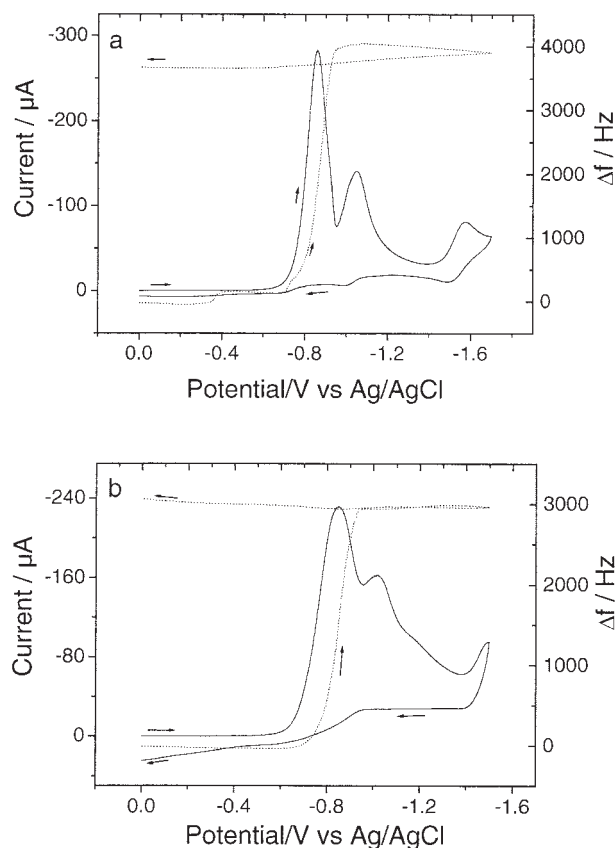 a
-300
-200
-100
0
Current / µA
4000
3000
2000
1000
0
Δf / Hz
0.0 -0.4 -0.8 -1.2 -1.6
Potential/V vs Ag/AgCl
b
-240
-160
-80
0
Current / µA
3000
2000
1000
0
Δf / Hz
0.0 -0.4 -0.8 -1.2 -1.6
Potential/V vs Ag/AgCl